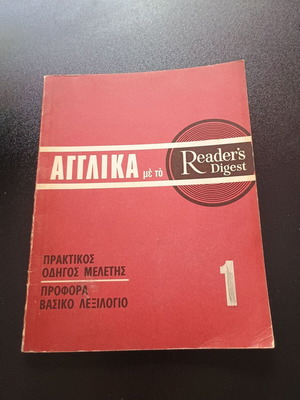 ΑΓΓΛΙΚΑ μὲ τὸ Reader's
Digest
ΠΡΑΚΤΙΚΟΣ
ΟΔΗΓΟΣ ΜΕΛΕΤΗΣ
ΠΡΟΦΟΡΑ
ΒΑΣΙΚΟ ΛΕΞΙΛΟΓΙΟ
1